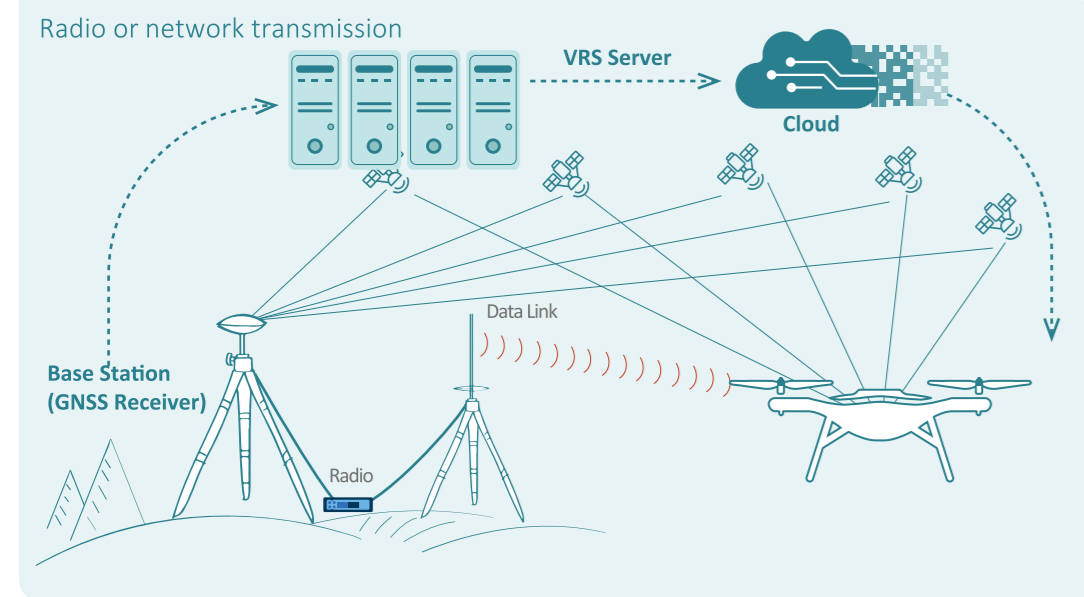 Radio or network transmission
VRS Server
Cloud
Data Link
Base Station
(GNSS Receiver)
Radio